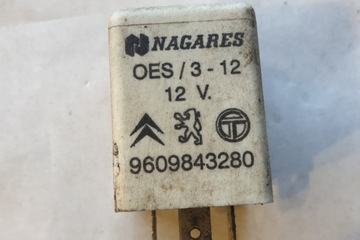 NAGARES
OES / 3 - 12
12 V.
9609843280